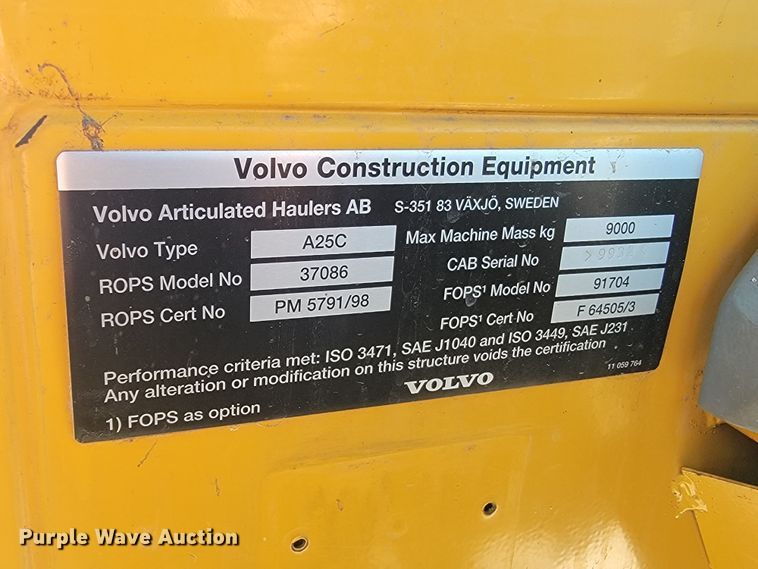 Volvo Construction Equipment
Volvo Articulated Haulers AB S-351 83 VÄXJÖ, SWEDEN
Volvo Type A25C Max Machine Mass kg 9000
ROPS Model No 37086 CAB Serial No
ROPS Cert No PM 5791/98 FOPS¹ Model No 91704
FOPS¹ Cert No F 64505/3
Performance criteria met: ISO 3471, SAE J1040 and ISO 3449, SAE J231
Any alteration or modification on this structure voids the certification
VOLVO 11 059 764
1) FOPS as option
Purple Wave Auction